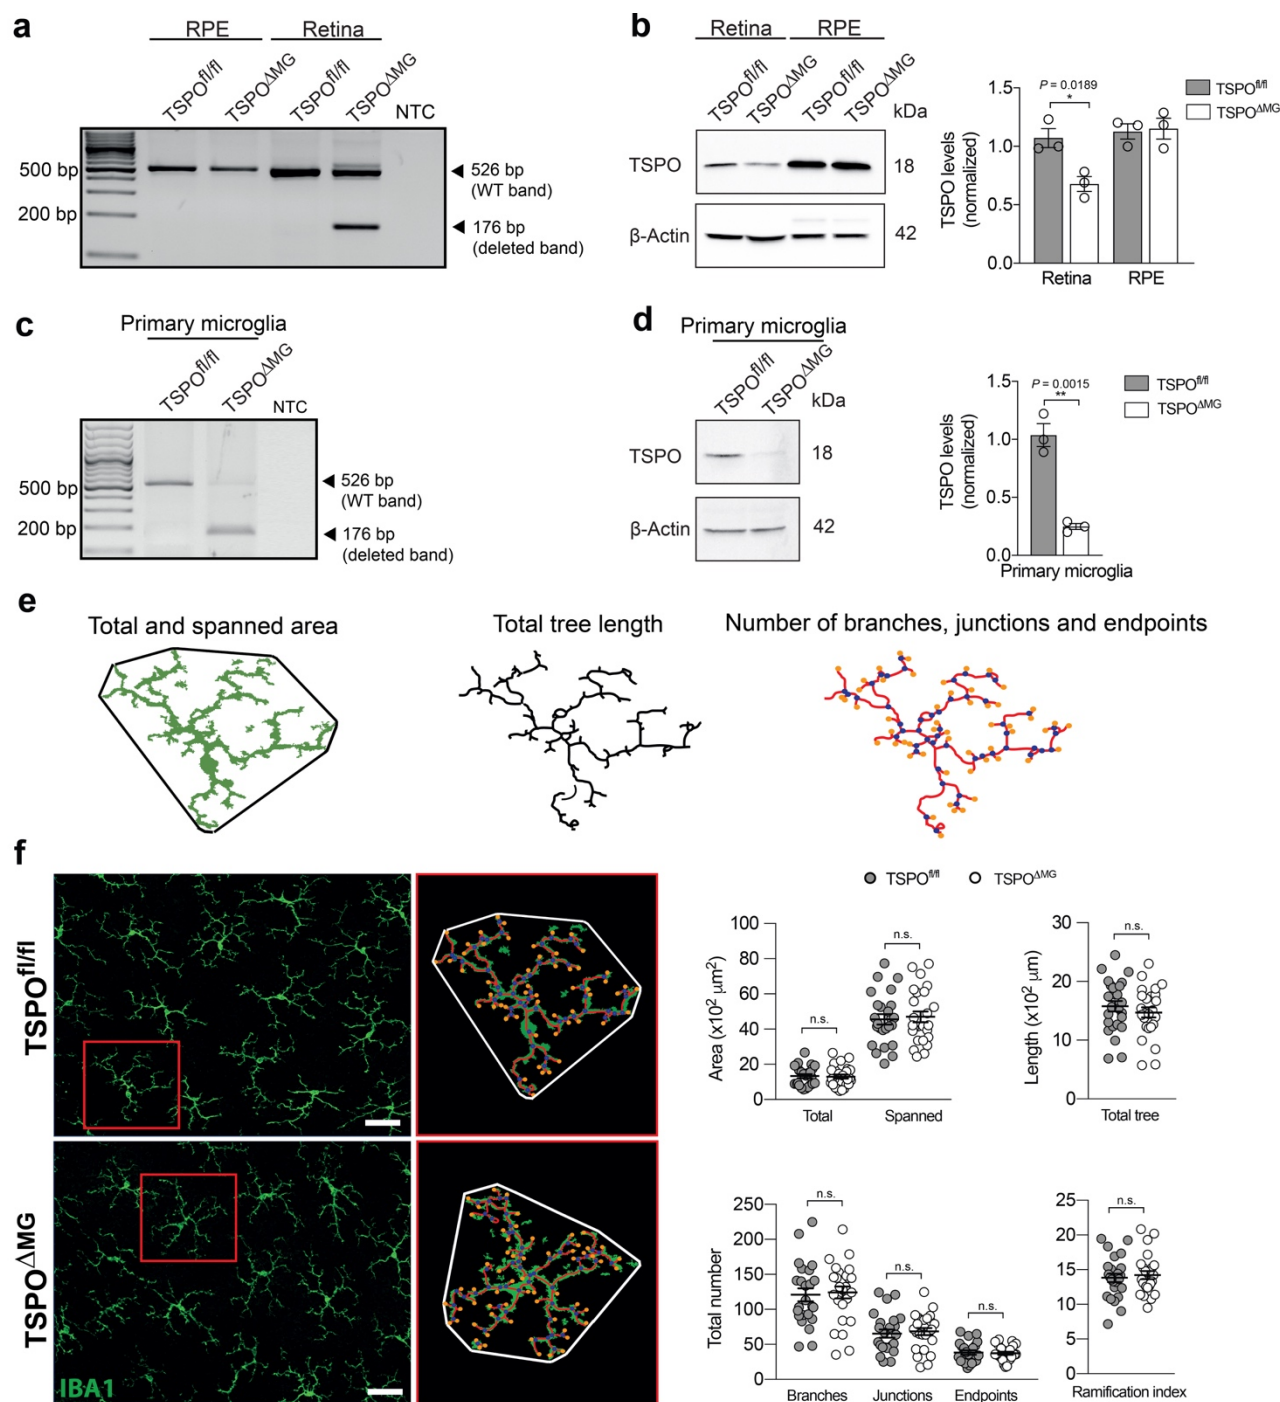 a
RPE Retina
TSPOfl/fl TSPOΔMG TSPOfl/fl TSPOΔMG NTC
500 bp
200 bp
526 bp
(WT band)
176 bp
(deleted band)
b
Retina RPE
TSPOfl/fl TSPOΔMG TSPOfl/fl TSPOΔMG kDa
TSPO 18
β-Actin 42
TSPO levels
(normalized)
1.5
1.0
0.5
0.0
P = 0.0189
*
Retina RPE
TSPOfl/fl
TSPOΔMG
c
Primary microglia
TSPOfl/fl TSPOΔMG NTC
500 bp
200 bp
526 bp
(WT band)
176 bp
(deleted band)
d
Primary microglia
TSPOfl/fl TSPOΔMG kDa
TSPO 18
β-Actin 42
TSPO levels
(normalized)
1.5
1.0
0.5
0.0
P = 0.0015
**
Primary microglia
TSPOfl/fl
TSPOΔMG
e
Total and spanned area
Total tree length
Number of branches, junctions and endpoints
f
TSPOfl/fl
TSPOΔMG
IBA1
TSPOfl/fl TSPOΔMG
Area (x10² µm²)
100
80
60
40
20
0
n.s. n.s.
Total Spanned
Length (x10² µm)
30
20
10
0
n.s.
Total tree
Total number
250
200
150
100
50
0
n.s. n.s. n.s.
Branches Junctions Endpoints
25
20
15
10
5
0
n.s.
Ramification index